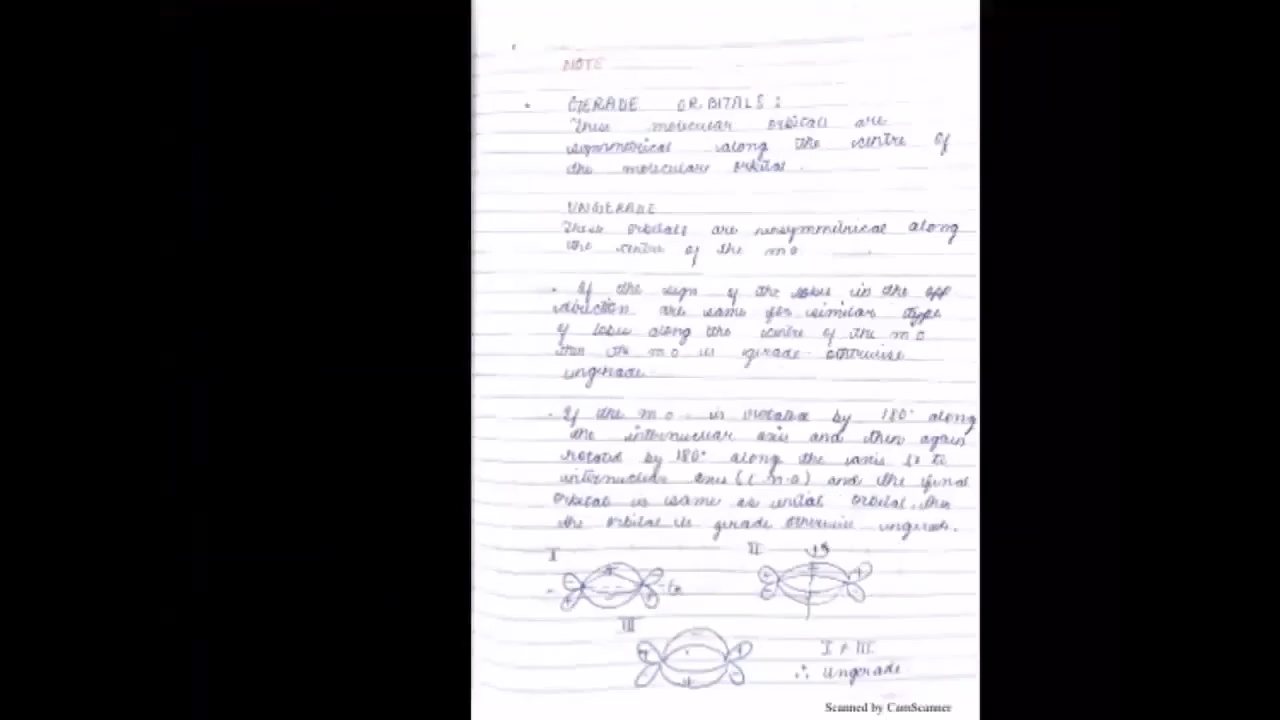 NOTE
• GERADE ORBITALS :
These molecular orbitals are
symmetrical along the centre of
the molecular orbital .
UNGERADE
These orbitals are unsymmetrical along
the centre of the m o
• If the sign of the lobes in the opp
direction are same for similar type
of lobes along the centre of the m o
then the m o is gerade otherwise
ungerade
• If the m o is rotated by 180° along
the internuclear axis and then again
rotated by 180° along the axis to
internuclear axis (I.N.A) and the final
orbital is same as initial orbital, then
the orbital is gerade otherwise ungerade.
I
II
+
+
III
+
+
I ≠ III
∴ Ungerade
Scanned by CamScanner